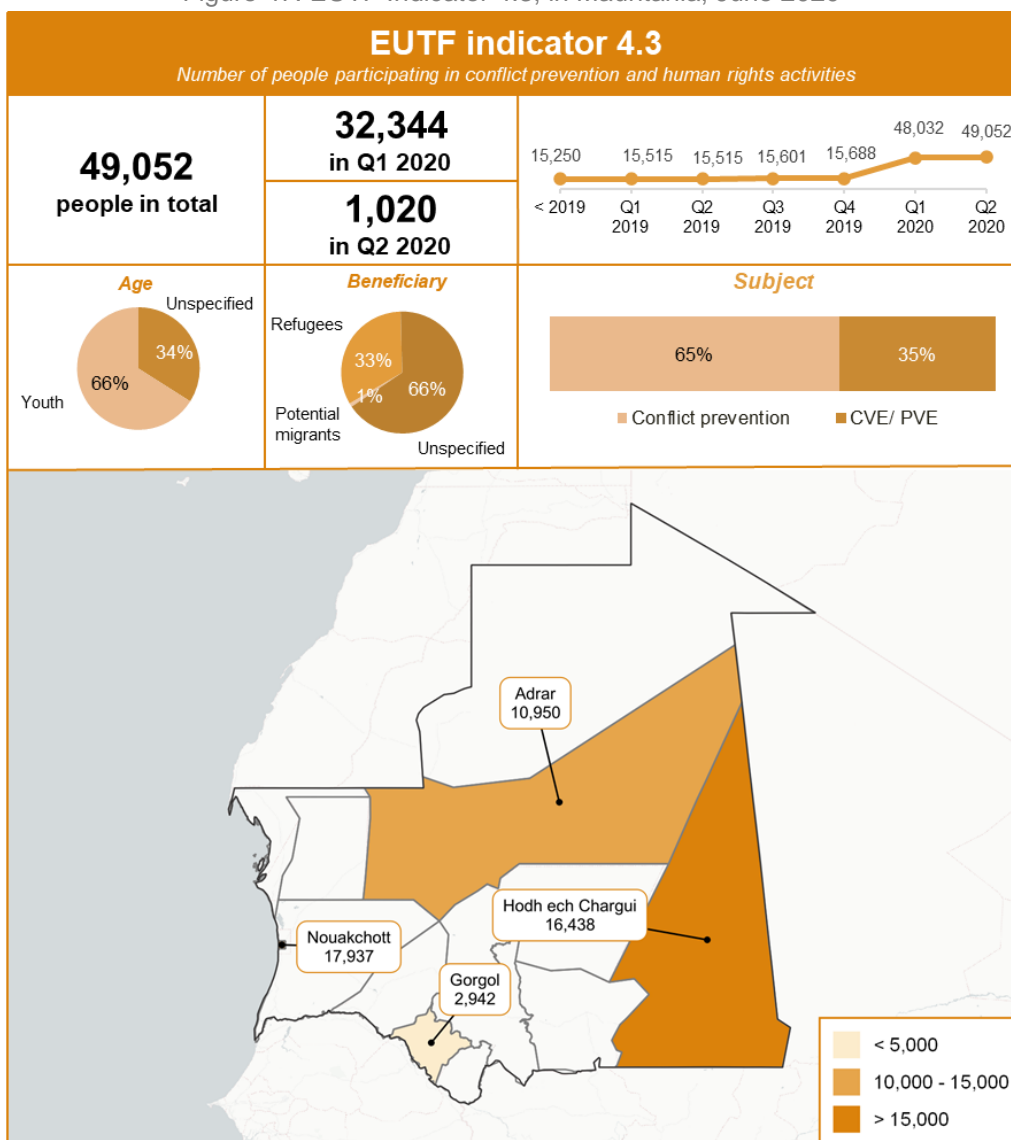 EUTF indicator 4.3
Number of people participating in conflict prevention and human rights activities
49,052
people in total
32,344
in Q1 2020
1,020
in Q2 2020
15,250
15,515
15,515
15,601
15,688
48,032
49,052
< 2019
Q1
2019
Q2
2019
Q3
2019
Q4
2019
Q1
2020
Q2
2020
Age
Unspecified
34%
66%
Youth
Beneficiary
Refugees
33%
66%
1%
Potential
migrants
Unspecified
Subject
65%
35%
Conflict prevention
CVE/ PVE
Adrar
10,950
Hodh ech Chargui
16,438
Nouakchott
17,937
Gorgol
2,942
< 5,000
10,000 - 15,000
> 15,000